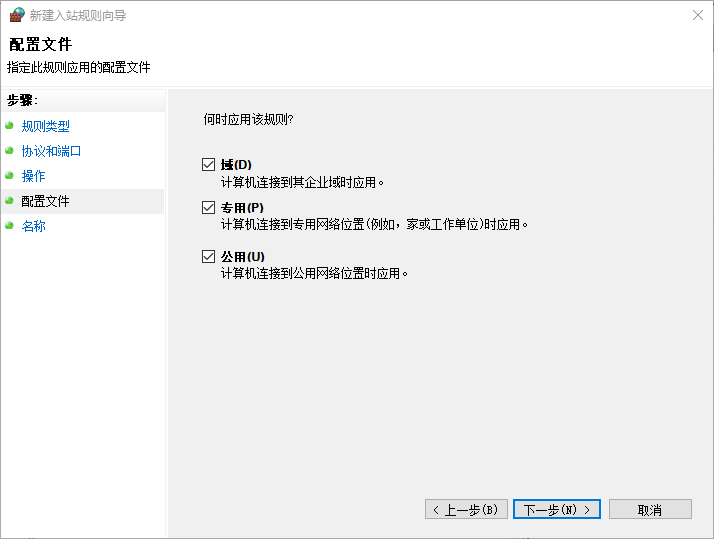 新建入站规则向导
配置文件
指定此规则应用的配置文件
步骤:
规则类型
协议和端口
操作
配置文件
名称
何时应用该规则?
域(D)
计算机连接到其企业域时应用。
专用(P)
计算机连接到专用网络位置(例如，家或工作单位)时应用。
公用(U)
计算机连接到公用网络位置时应用。
< 上一步(B)
下一步(N) >
取消